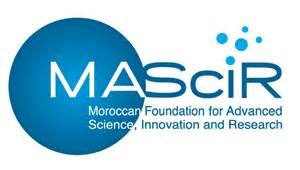 MAScIR
Moroccan Foundation for Advanced
Science, Innovation and Research